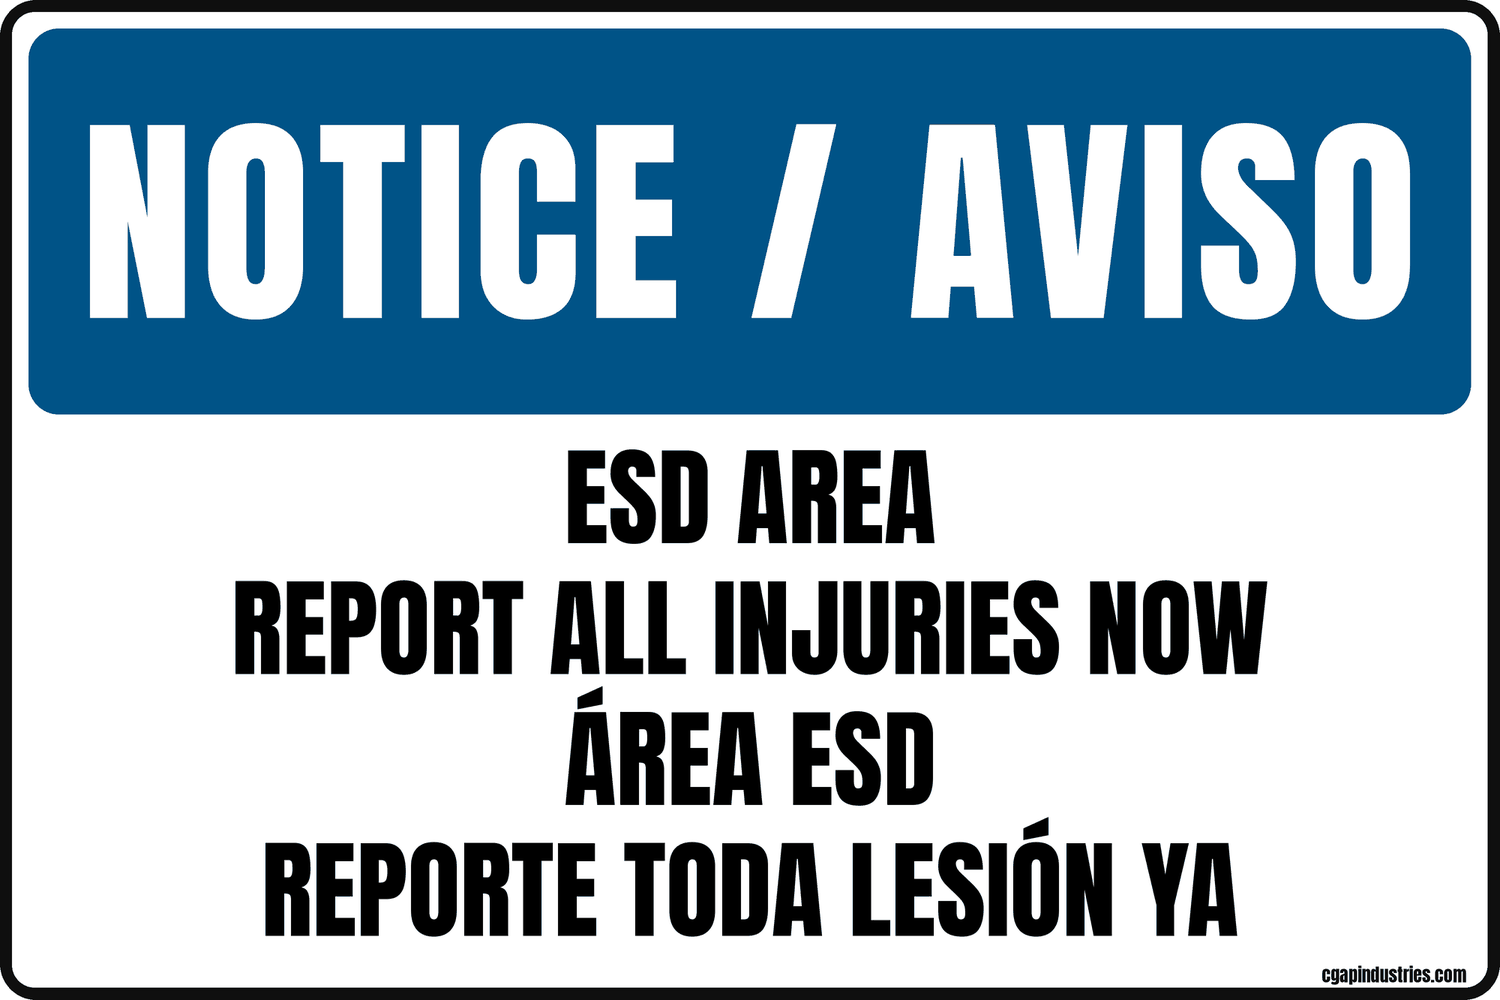 NOTICE / AVISO
ESD AREA
REPORT ALL INJURIES NOW
ÁREA ESD
REPORTE TODA LESIÓN YA
cgapindustries.com